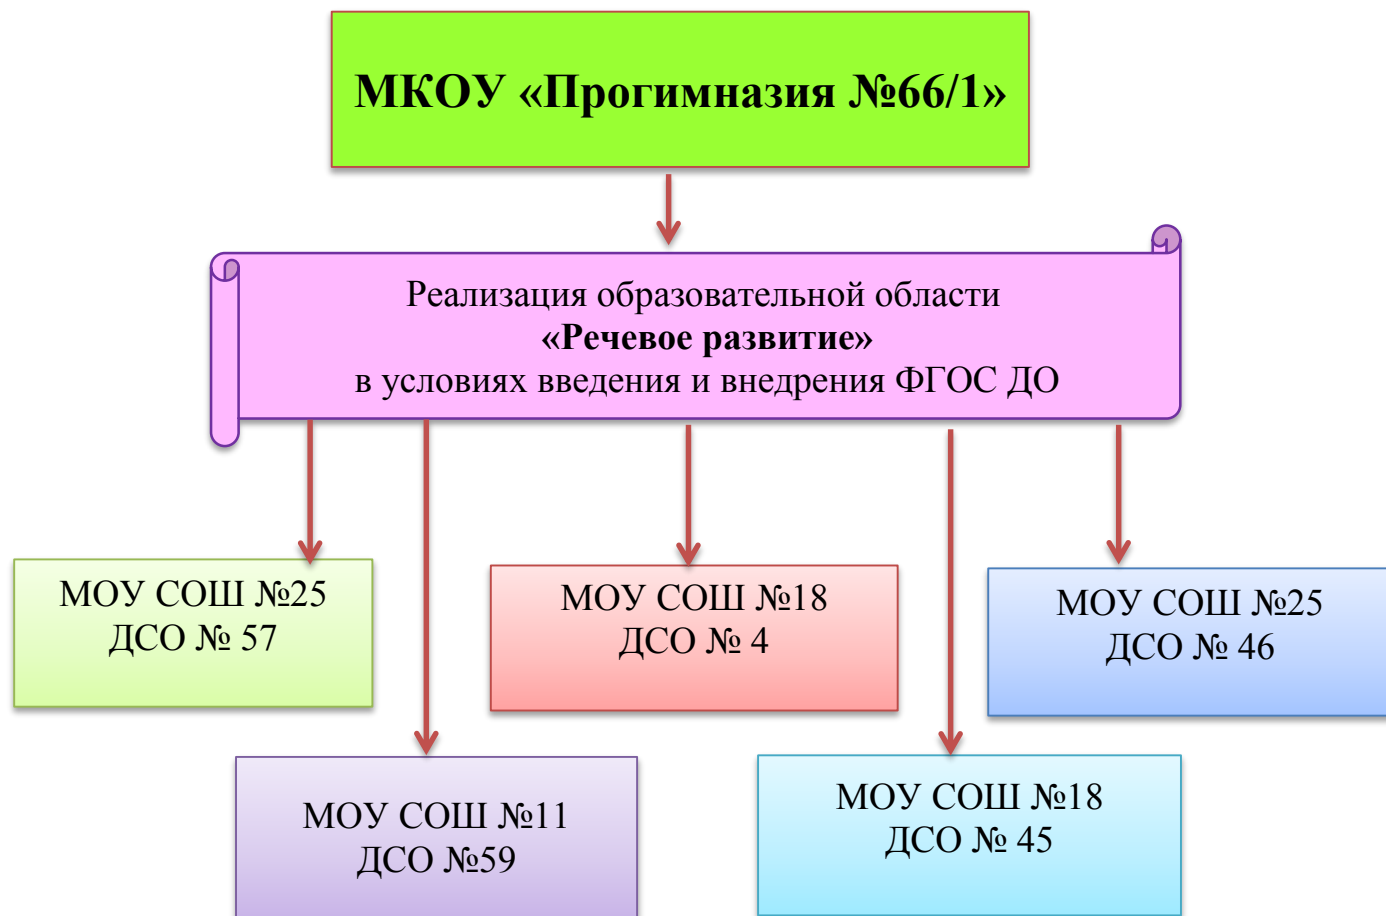 МКОУ «Прогимназия №66/1»
Реализация образовательной области
«Речевое развитие»
в условиях введения и внедрения ФГОС ДО
МОУ СОШ №25
ДСО № 57
МОУ СОШ №18
ДСО № 4
МОУ СОШ №25
ДСО № 46
МОУ СОШ №11
ДСО №59
МОУ СОШ №18
ДСО № 45